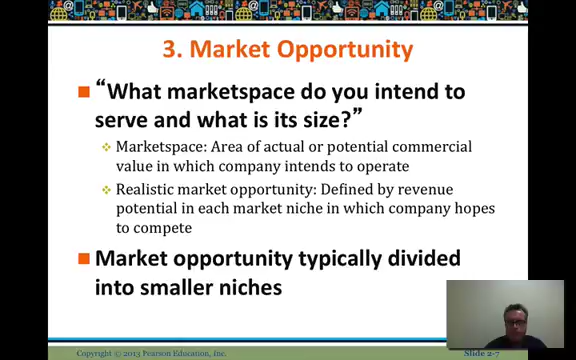 3. Market Opportunity
“What marketspace do you intend to
serve and what is its size?”
Marketspace: Area of actual or potential commercial
value in which company intends to operate
Realistic market opportunity: Defined by revenue
potential in each market niche in which company hopes
to compete
Market opportunity typically divided
into smaller niches
Copyright © 2013 Pearson Education, Inc.
Slide 2-7